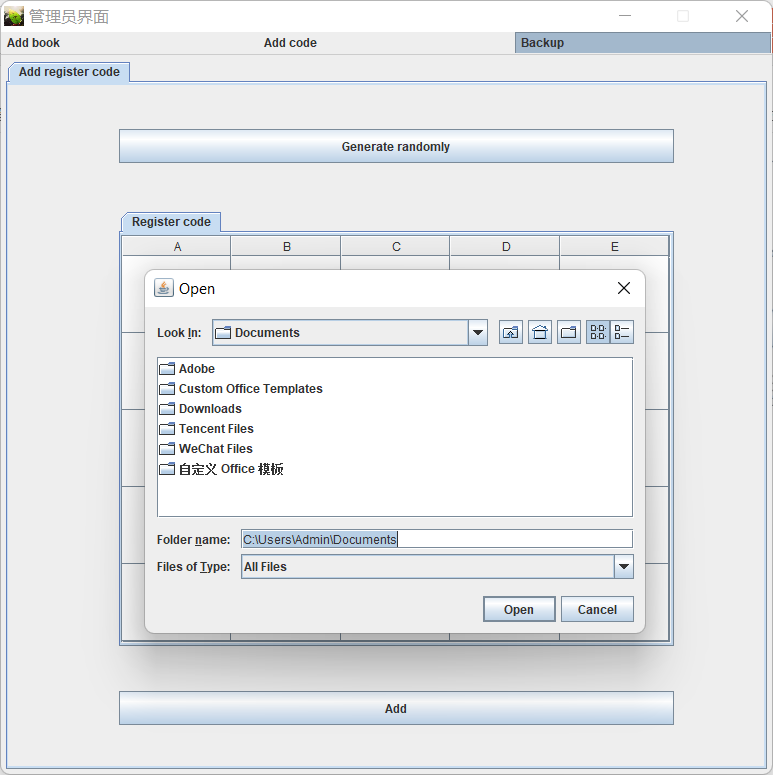 管理员界面
Add book Add code Backup
Add register code
Generate randomly
Register code
A B C D E
Open
Look In: Documents
Adobe
Custom Office Templates
Downloads
Tencent Files
WeChat Files
自定义 Office 模板
Folder name: C:\Users\Admin\Documents
Files of Type: All Files
Open Cancel
Add